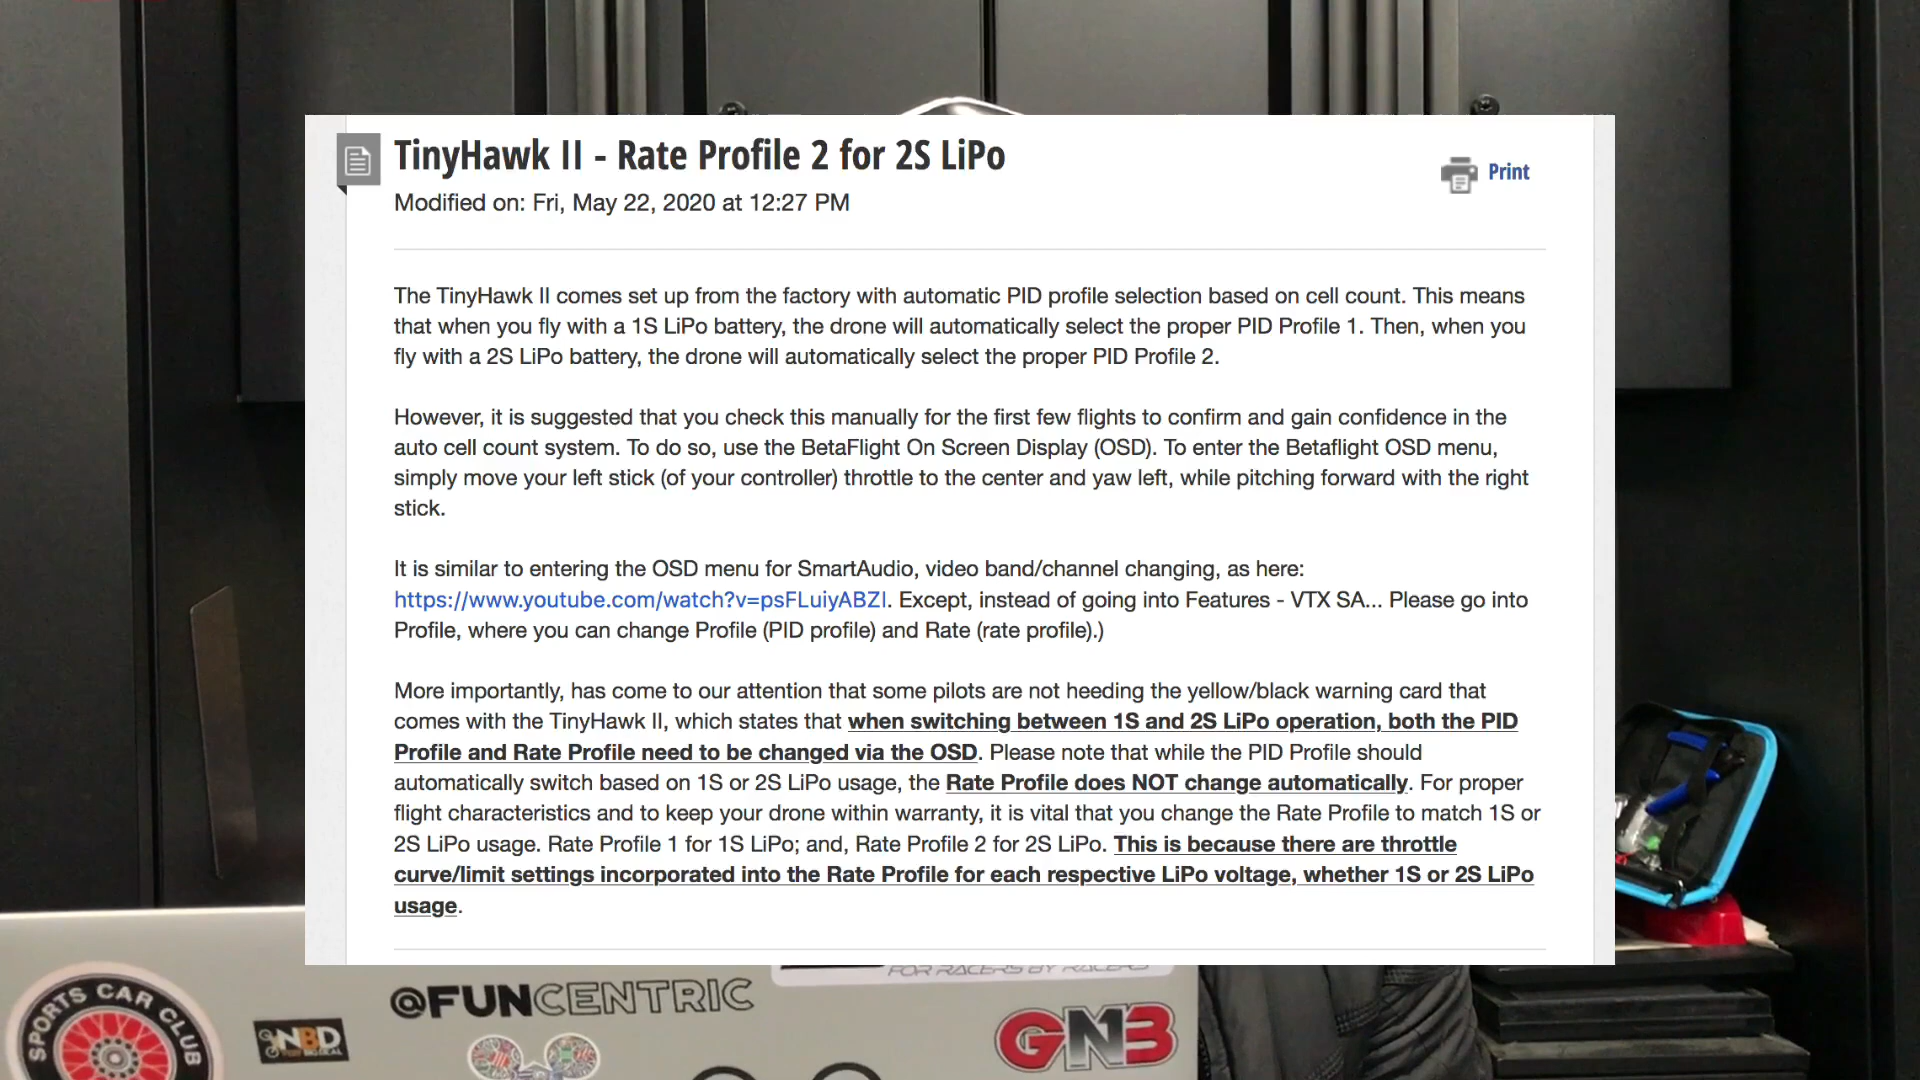 TinyHawk II - Rate Profile 2 for 2S LiPo
Print
Modified on: Fri, May 22, 2020 at 12:27 PM
The TinyHawk II comes set up from the factory with automatic PID profile selection based on cell count. This means
that when you fly with a 1S LiPo battery, the drone will automatically select the proper PID Profile 1. Then, when you
fly with a 2S LiPo battery, the drone will automatically select the proper PID Profile 2.
However, it is suggested that you check this manually for the first few flights to confirm and gain confidence in the
auto cell count system. To do so, use the BetaFlight On Screen Display (OSD). To enter the Betaflight OSD menu,
simply move your left stick (of your controller) throttle to the center and yaw left, while pitching forward with the right
stick.
It is similar to entering the OSD menu for SmartAudio, video band/channel changing, as here:
https://www.youtube.com/watch?v=psFLuiyABZI. Except, instead of going into Features - VTX SA... Please go into
Profile, where you can change Profile (PID profile) and Rate (rate profile).)
More importantly, has come to our attention that some pilots are not heeding the yellow/black warning card that
comes with the TinyHawk II, which states that when switching between 1S and 2S LiPo operation, both the PID
Profile and Rate Profile need to be changed via the OSD. Please note that while the PID Profile should
automatically switch based on 1S or 2S LiPo usage, the Rate Profile does NOT change automatically. For proper
flight characteristics and to keep your drone within warranty, it is vital that you change the Rate Profile to match 1S or
2S LiPo usage. Rate Profile 1 for 1S LiPo; and, Rate Profile 2 for 2S LiPo. This is because there are throttle
curve/limit settings incorporated into the Rate Profile for each respective LiPo voltage, whether 1S or 2S LiPo
usage.
FOR RACERS BY RACERS
@FUNCENTRIC
SPORTS CAR CLUB
NBD
GNB